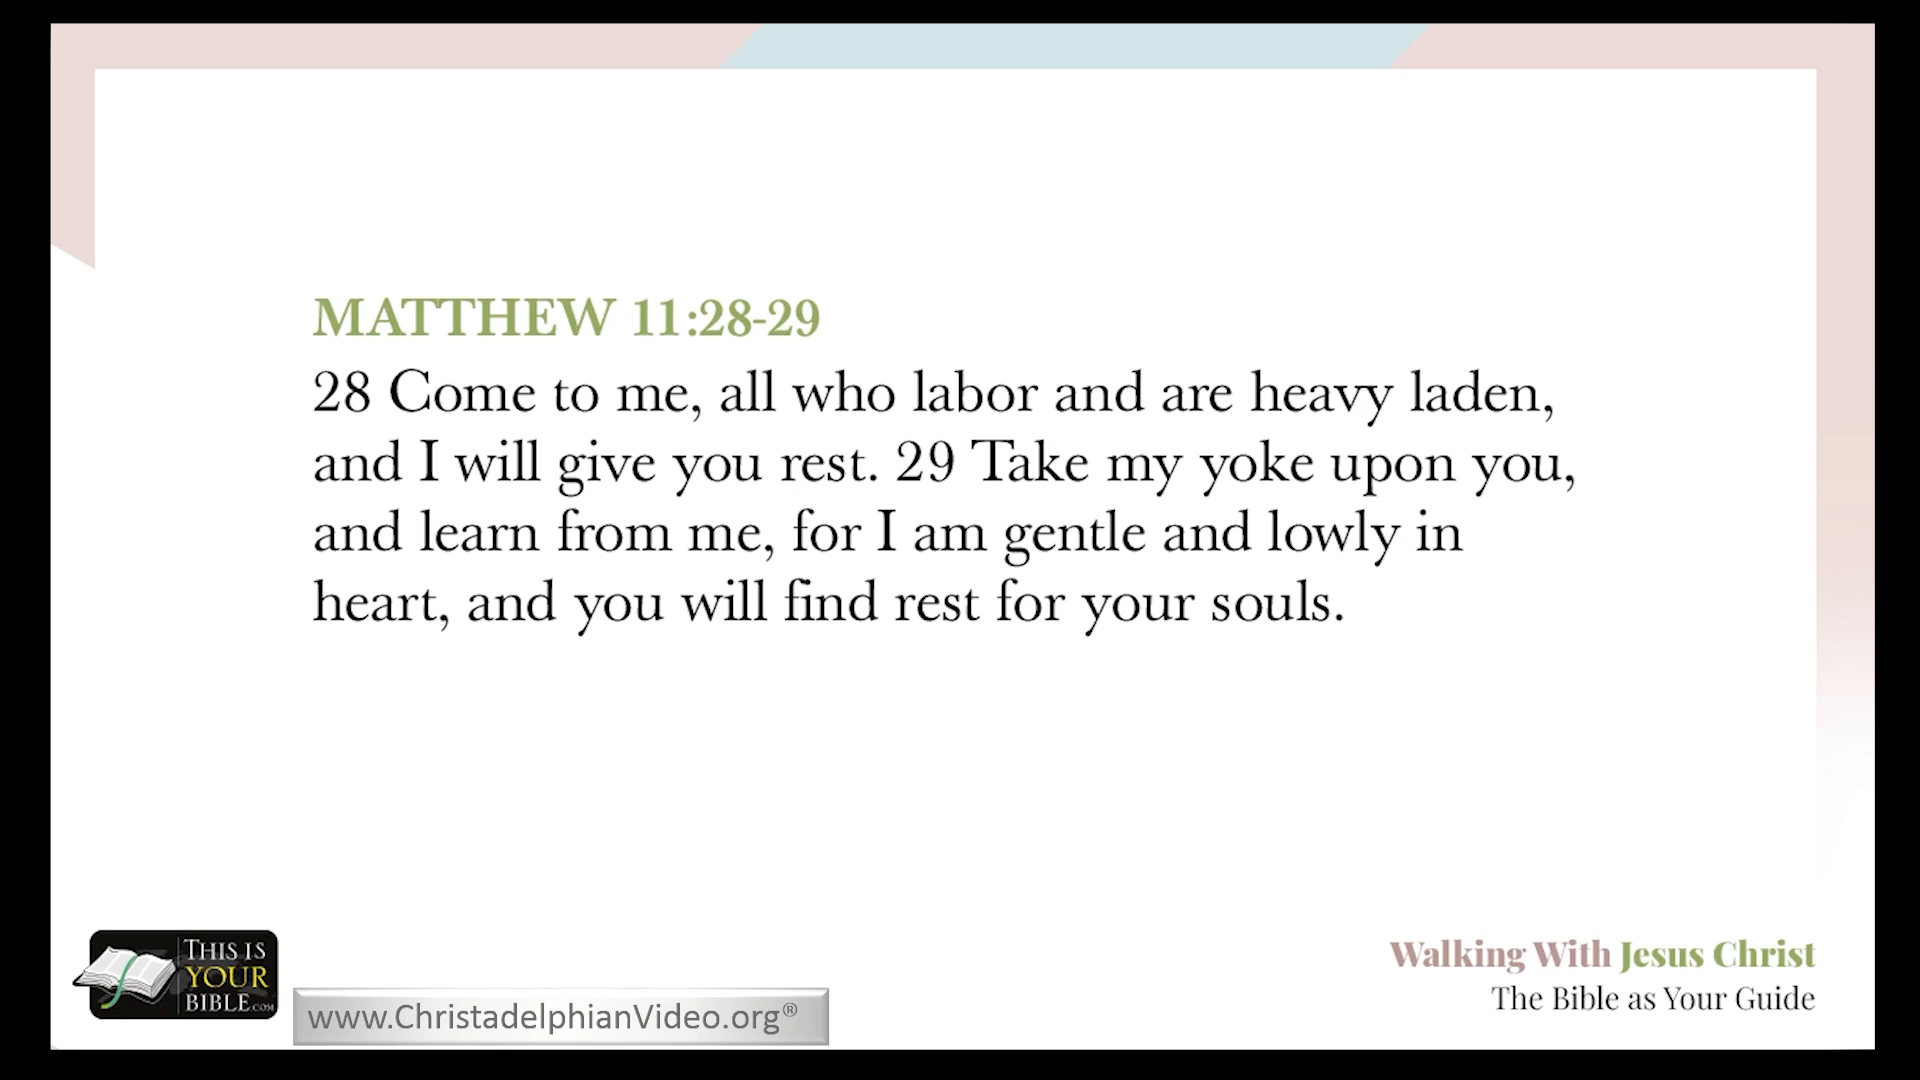 MATTHEW 11:28-29
28 Come to me, all who labor and are heavy laden,
and I will give you rest. 29 Take my yoke upon you,
and learn from me, for I am gentle and lowly in
heart, and you will find rest for your souls.
THIS IS
YOUR
BIBLE.COM
www.ChristadelphianVideo.org®
Walking With Jesus Christ
The Bible as Your Guide